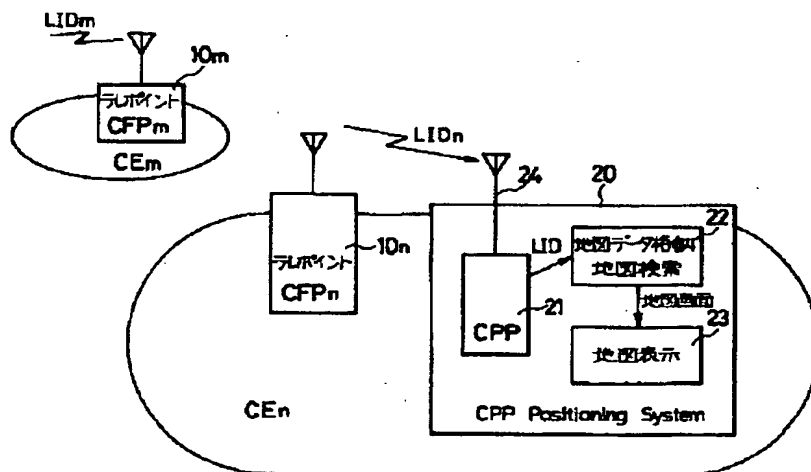 LIDm
10m
テレポイント
CFPm
CEm
LIDn
24
20
22
テレポイント
10n
CFPn
LID
地図データ格納
地図検索
21
CPP
地図画面
23
地図表示
CEn
CPP Positioning System